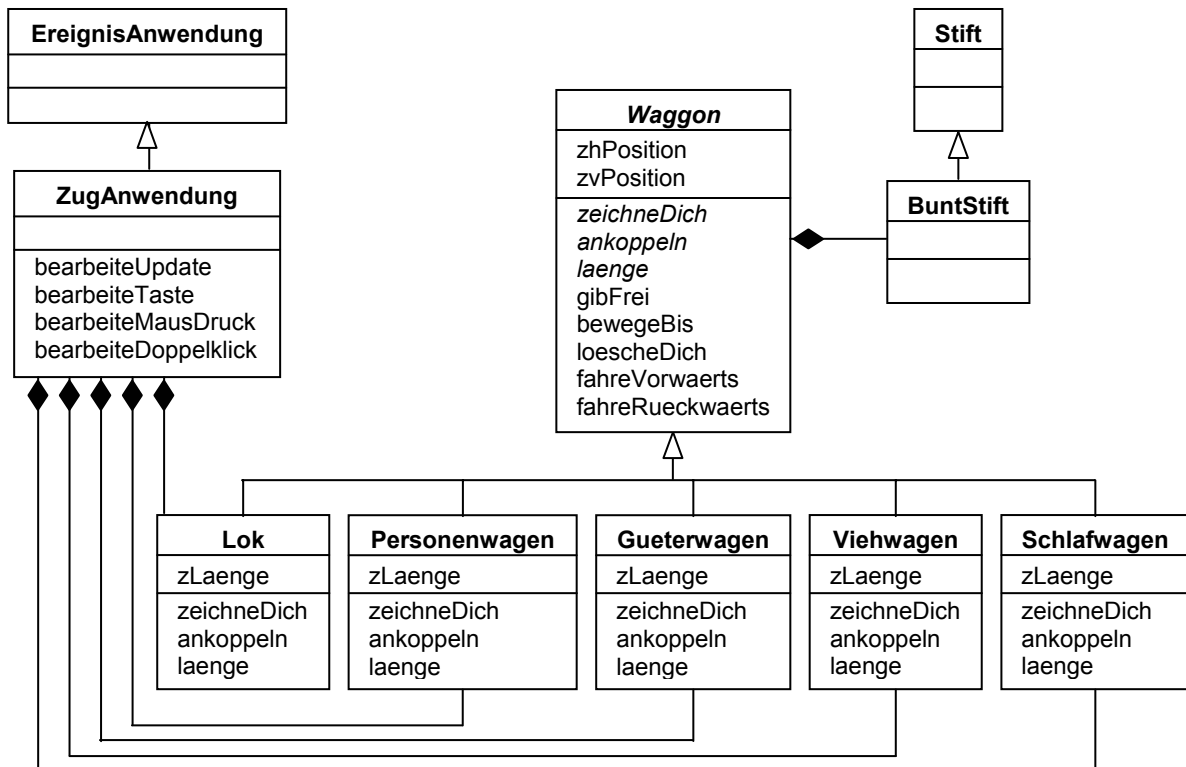 EreignisAnwendung
ZugAnwendung
bearbeiteUpdate
bearbeiteTaste
bearbeiteMausDruck
bearbeiteDoppelklick
Waggon
zhPosition
zvPosition
zeichneDich
ankoppeln
laenge
gibFrei
bewegeBis
loescheDich
fahreVorwaerts
fahreRueckwaerts
Stift
BuntStift
Lok
zLaenge
zeichneDich
ankoppeln
laenge
Personenwagen
zLaenge
zeichneDich
ankoppeln
laenge
Gueterwagen
zLaenge
zeichneDich
ankoppeln
laenge
Viehwagen
zLaenge
zeichneDich
ankoppeln
laenge
Schlafwagen
zLaenge
zeichneDich
ankoppeln
laenge